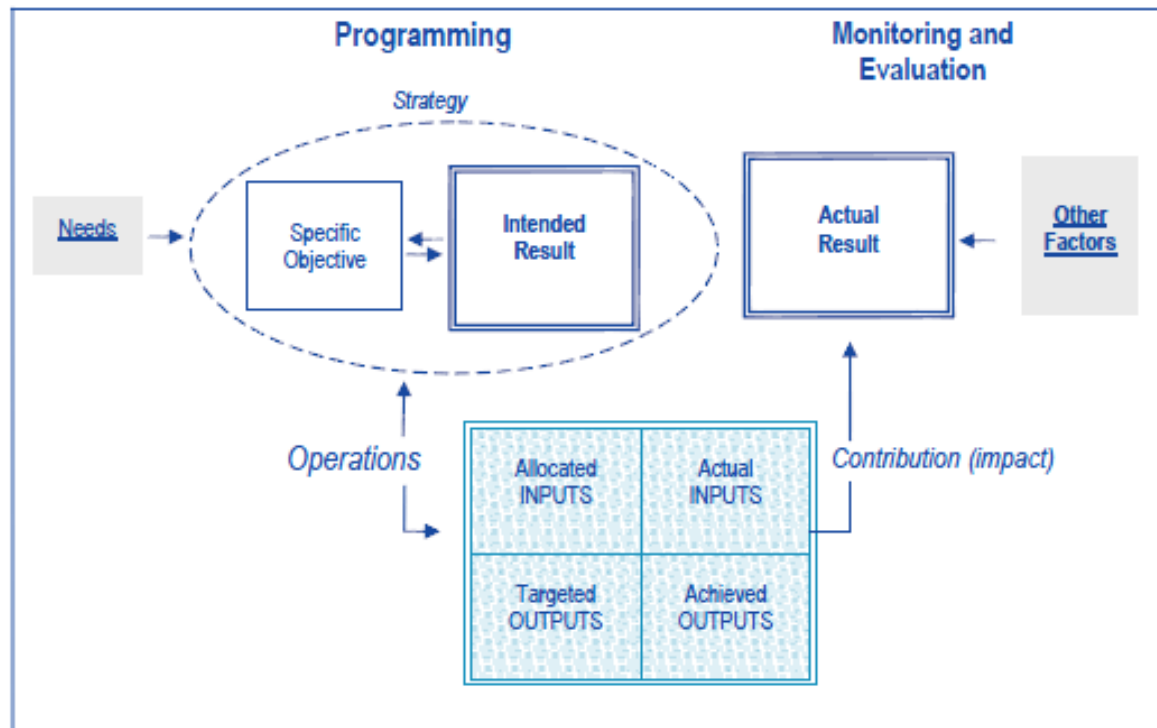 Programming
Monitoring and
Evaluation
Strategy
Needs
Specific
Objective
Intended
Result
Actual
Result
Other
Factors
Operations
Allocated
INPUTS
Actual
INPUTS
Contribution (impact)
Targeted
OUTPUTS
Achieved
OUTPUTS